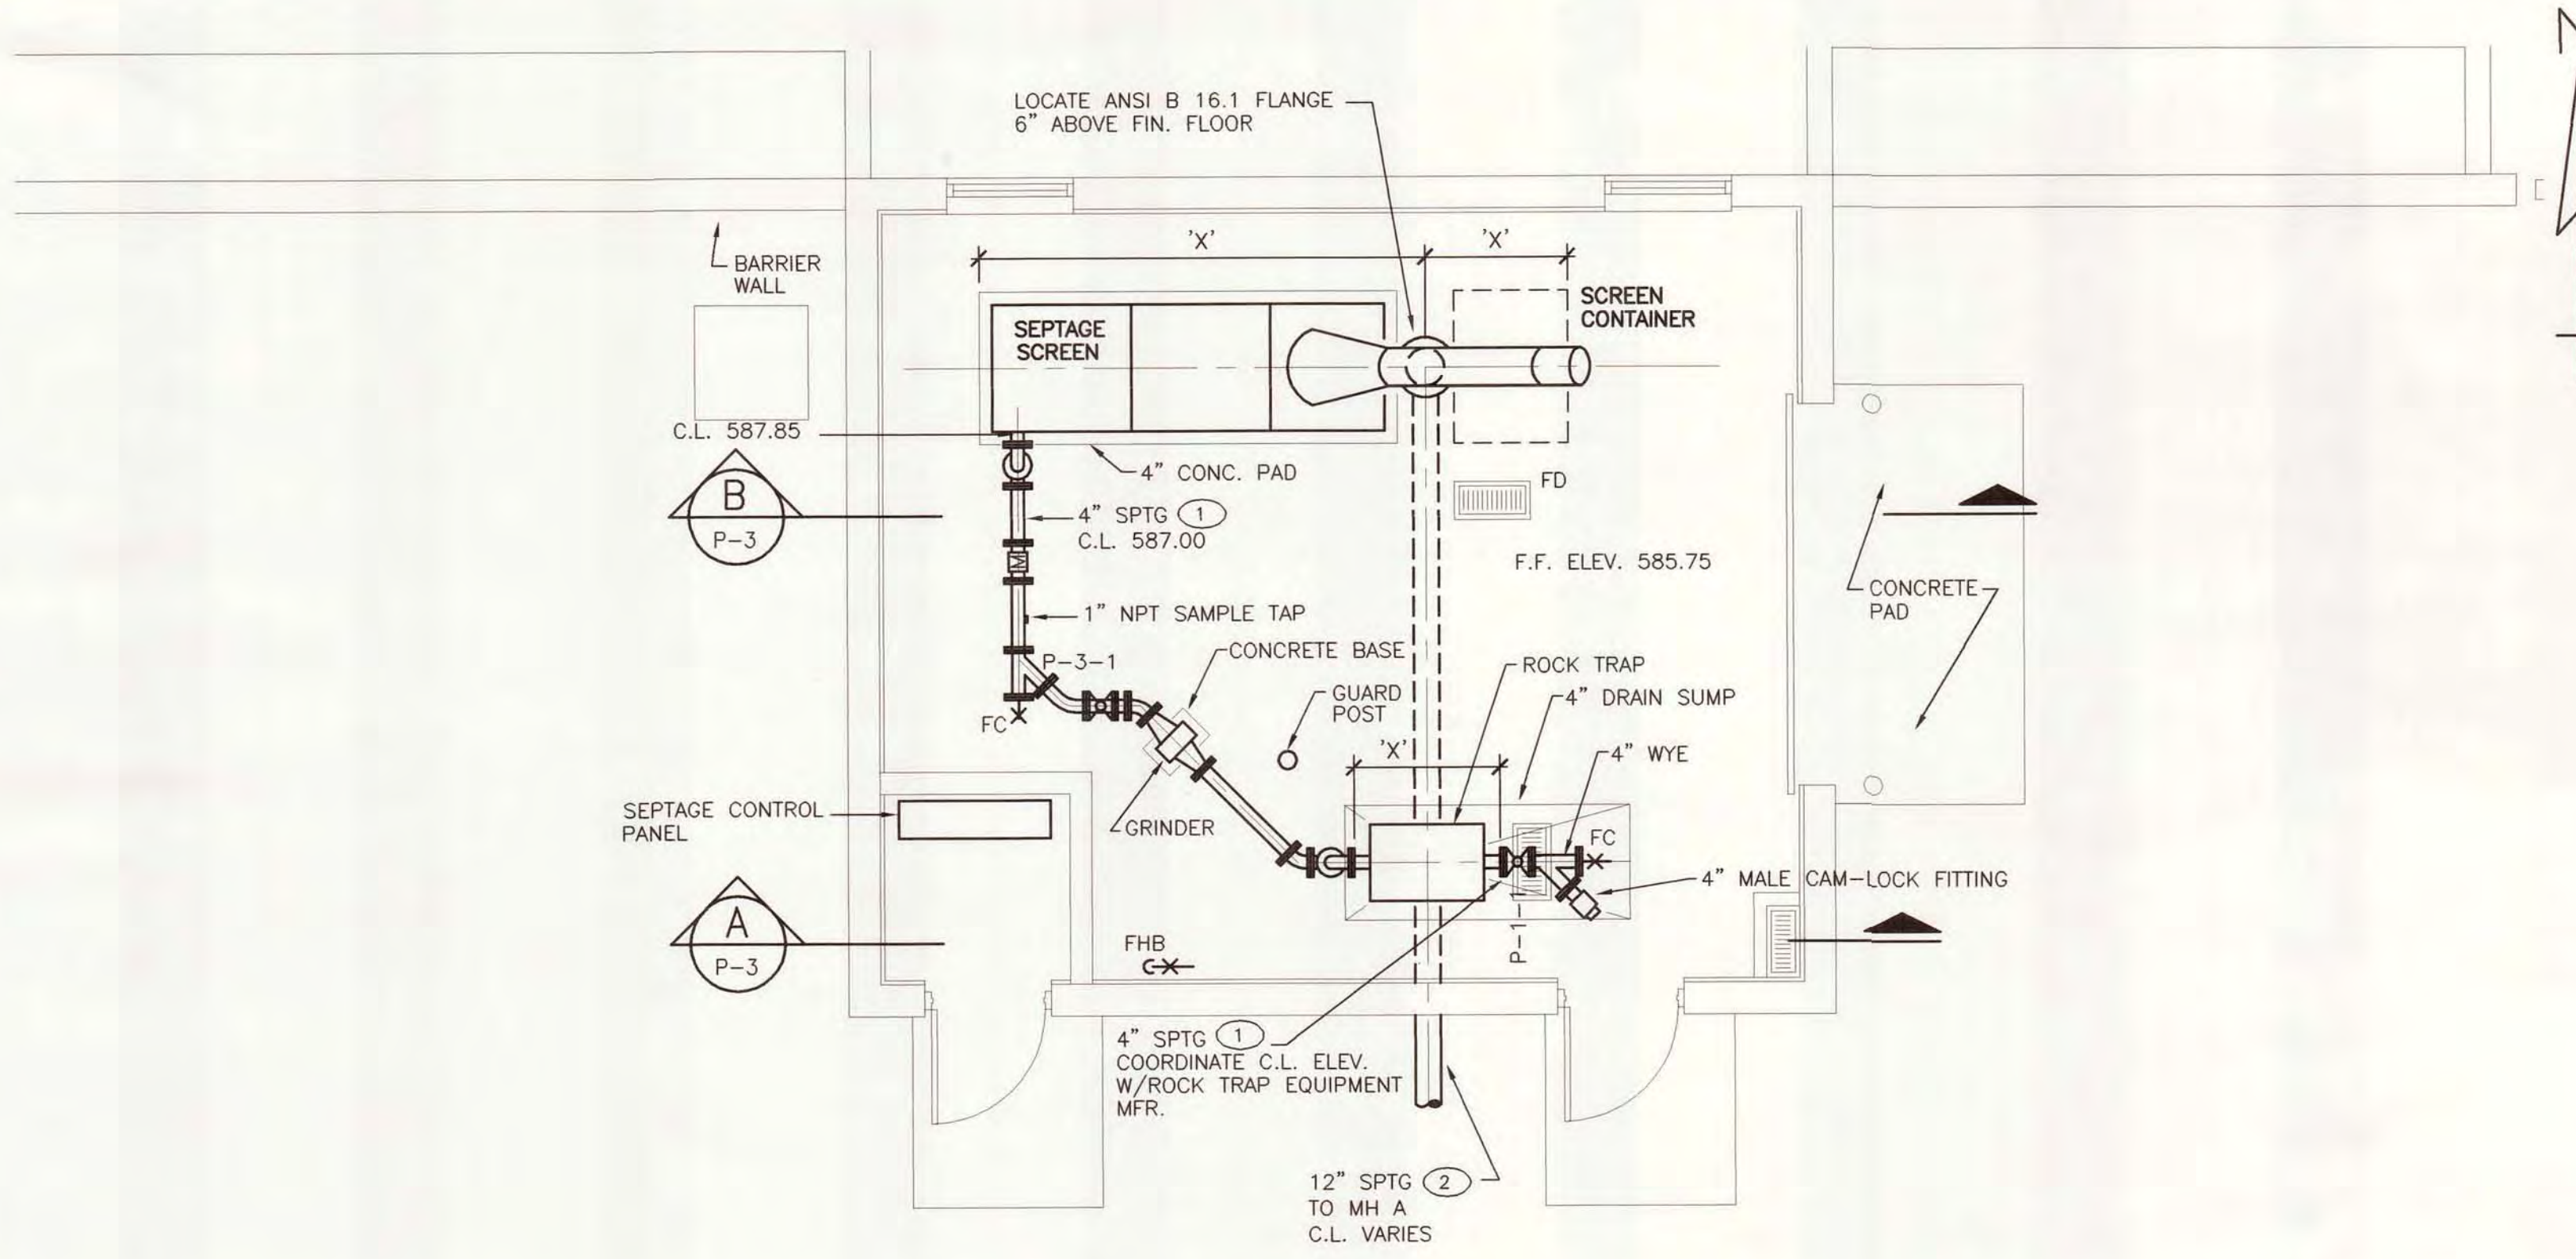 LOCATE ANSI B 16.1 FLANGE
6” ABOVE FIN. FLOOR
'X'
'X'
BARRIER
WALL
SEPTAGE
SCREEN
SCREEN
CONTAINER
C.L. 587.85
4” CONC. PAD
FD
B
P-3
4” SPTG 1
C.L. 587.00
M
F.F. ELEV. 585.75
CONCRETE
PAD
1” NPT SAMPLE TAP
P-3-1
CONCRETE BASE
ROCK TRAP
GUARD
POST
4” DRAIN SUMP
FC
'X'
4” WYE
SEPTAGE CONTROL
PANEL
GRINDER
FC
4” MALE CAM-LOCK FITTING
A
P-3
FHB
P-1-1
4” SPTG 1
COORDINATE C.L. ELEV.
W/ROCK TRAP EQUIPMENT
MFR.
12” SPTG 2
TO MH A
C.L. VARIES